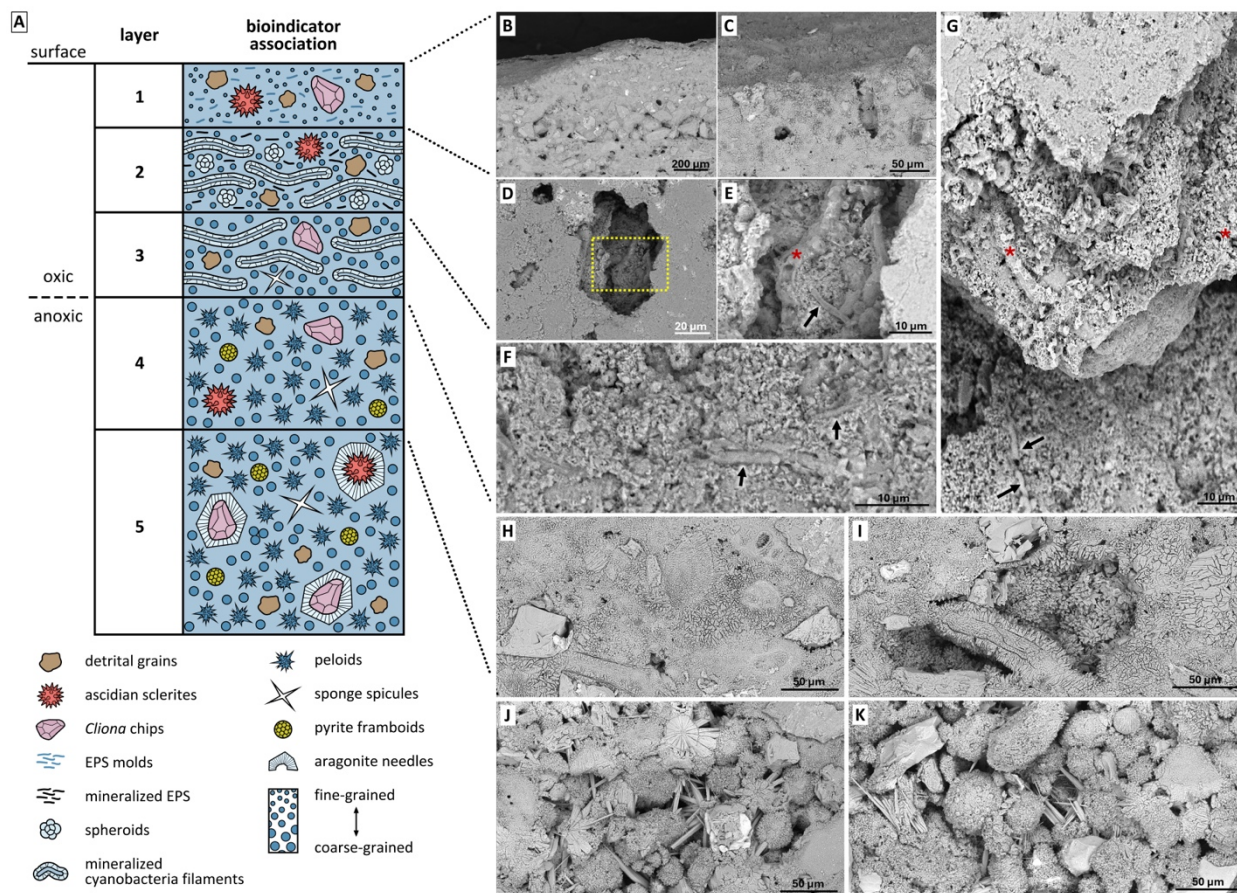 A
layer
bioindicator
association
surface
1
2
3
oxic
anoxic
4
5
detrital grains
ascidian sclerites
Cliona chips
EPS molds
mineralized EPS
spheroids
mineralized
cyanobacteria filaments
peloids
sponge spicules
pyrite framboids
aragonite needles
fine-grained
coarse-grained
B
200 µm
C
50 µm
D
20 µm
E
*
10 µm
F
10 µm
G
*
*
10 µm
H
50 µm
I
50 µm
J
50 µm
K
50 µm